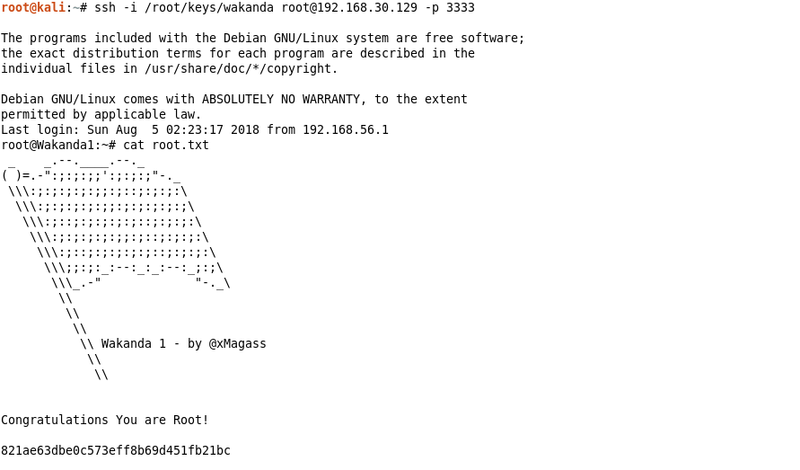 root@kali:~# ssh -i /root/keys/wakanda root@192.168.30.129 -p 3333

The programs included with the Debian GNU/Linux system are free software;
the exact distribution terms for each program are described in the
individual files in /usr/share/doc/*/copyright.

Debian GNU/Linux comes with ABSOLUTELY NO WARRANTY, to the extent
permitted by applicable law.
Last login: Sun Aug  5 02:23:17 2018 from 192.168.56.1
root@Wakanda1:~# cat root.txt
 _    _.--.____.--._
( )=.-":;:;:;;':;:;:;"-._
 \\\:;:;:;:;:;;:;::;:;:;:\
  \\\:;:;:;:;:;;:;:;:;:;:;\
   \\\:;::;:;:;:;:;::;:;:;:\
    \\\:;:;:;:;:;;:;::;:;:;:\
     \\\:;::;:;:;:;:;::;:;:;:\
      \\\;;:;:_:--:_:_:--:_;:;\
       \\\_.-"             "-._\
        \\
         \\
          \\
           \\ Wakanda 1 - by @xMagass
            \\
             \\

Congratulations You are Root!

821ae63dbe0c573eff8b69d451fb21bc